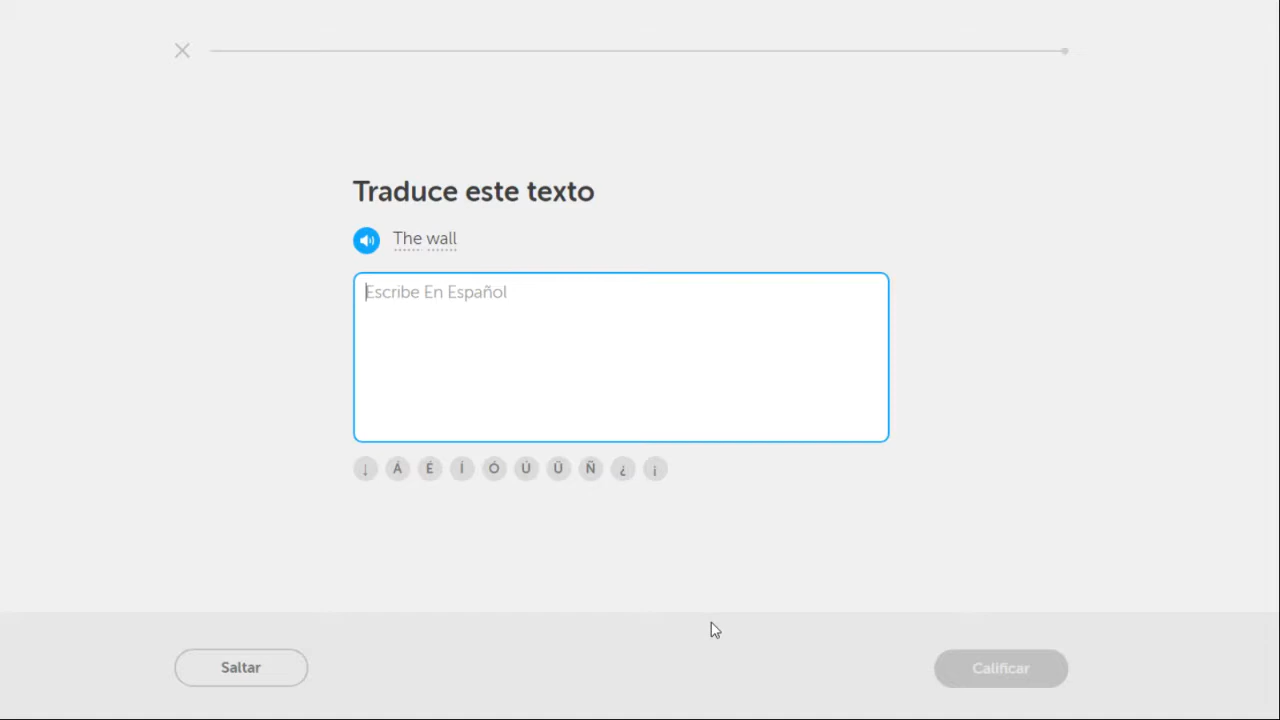 Traduce este texto
The wall
Escribe En Español
↓ Á É Í Ó Ú Ü Ñ ¿ ¡
Saltar
Calificar